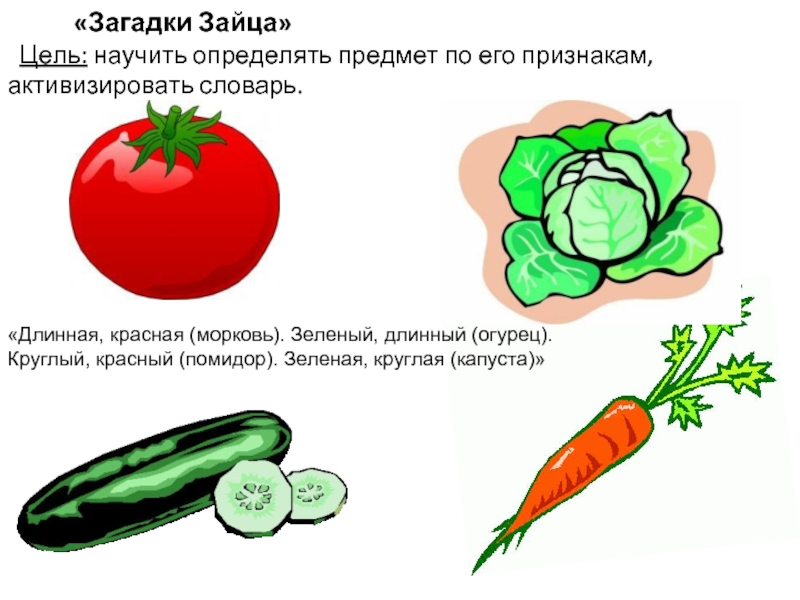 «Загадки Зайца»
Цель: научить определять предмет по его признакам,
активизировать словарь.
«Длинная, красная (морковь). Зеленый, длинный (огурец).
Круглый, красный (помидор). Зеленая, круглая (капуста)»